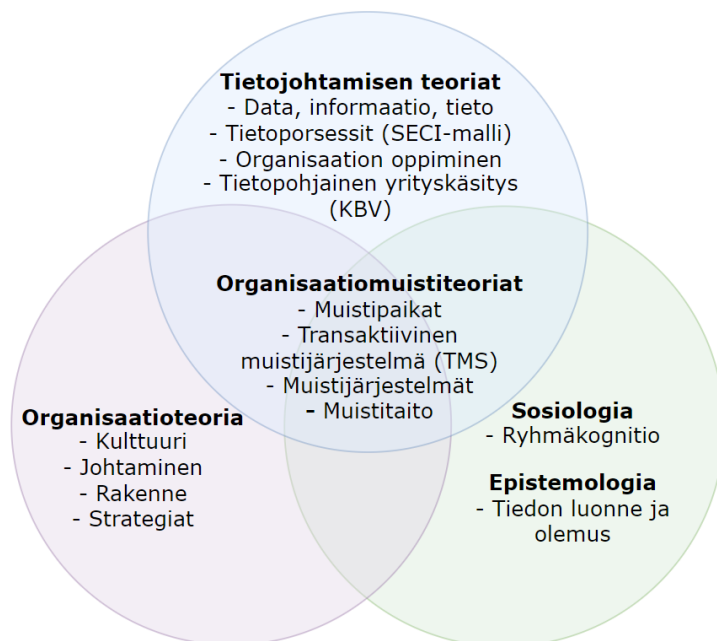 Tietojohtamisen teoriat
- Data, informaatio, tieto
- Tietoporsessit (SECI-malli)
- Organisaation oppiminen
- Tietopohjainen yrityskäsitys
(KBV)
Organisaatiomuistiteoriat
- Muistipaikat
- Transaktiivinen
muistijärjestelmä (TMS)
- Muistijärjestelmät
- Muistitaito
Organisaatioteoria
- Kulttuuri
- Johtaminen
- Rakenne
- Strategiat
Sosiologia
- Ryhmäkognitio
Epistemologia
- Tiedon luonne ja
olemus